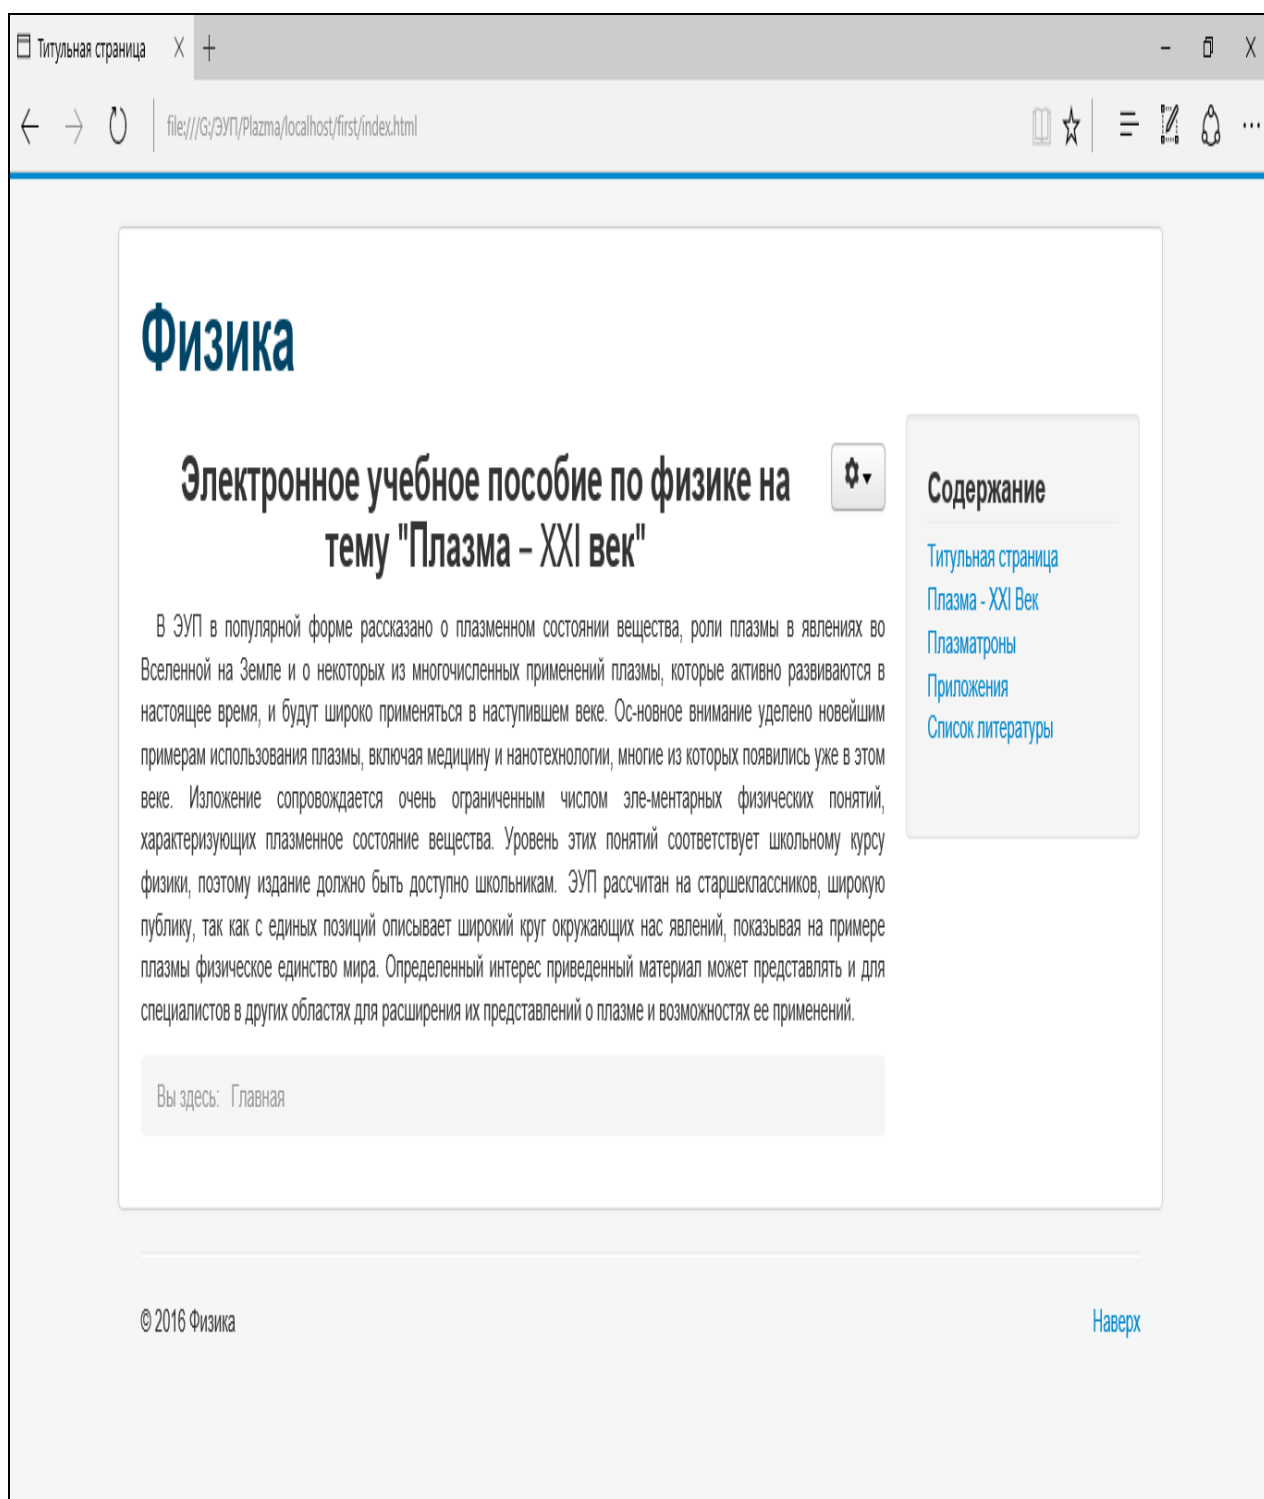 Титульная страница
file:///G:/ЭУП/Plazma/localhost/first/index.html
Физика
Электронное учебное пособие по физике на
тему "Плазма – XXI век"
В ЭУП в популярной форме рассказано о плазменном состоянии вещества, роли плазмы в явлениях во
Вселенной на Земле и о некоторых из многочисленных применений плазмы, которые активно развиваются в
настоящее время, и будут широко применяться в наступившем веке. Ос-новное внимание уделено новейшим
примерам использования плазмы, включая медицину и нанотехнологии, многие из которых появились уже в этом
веке. Изложение сопровождается очень ограниченным числом эле-ментарных физических понятий,
характеризующих плазменное состояние вещества. Уровень этих понятий соответствует школьному курсу
физики, поэтому издание должно быть доступно школьникам. ЭУП рассчитан на старшеклассников, широкую
публику, так как с единых позиций описывает широкий круг окружающих нас явлений, показывая на примере
плазмы физическое единство мира. Определенный интерес приведенный материал может представлять и для
специалистов в других областях для расширения их представлений о плазме и возможностях ее применений.
Вы здесь: Главная
Содержание
Титульная страница
Плазма - XXI Век
Плазматроны
Приложения
Список литературы
© 2016 Физика
Наверх